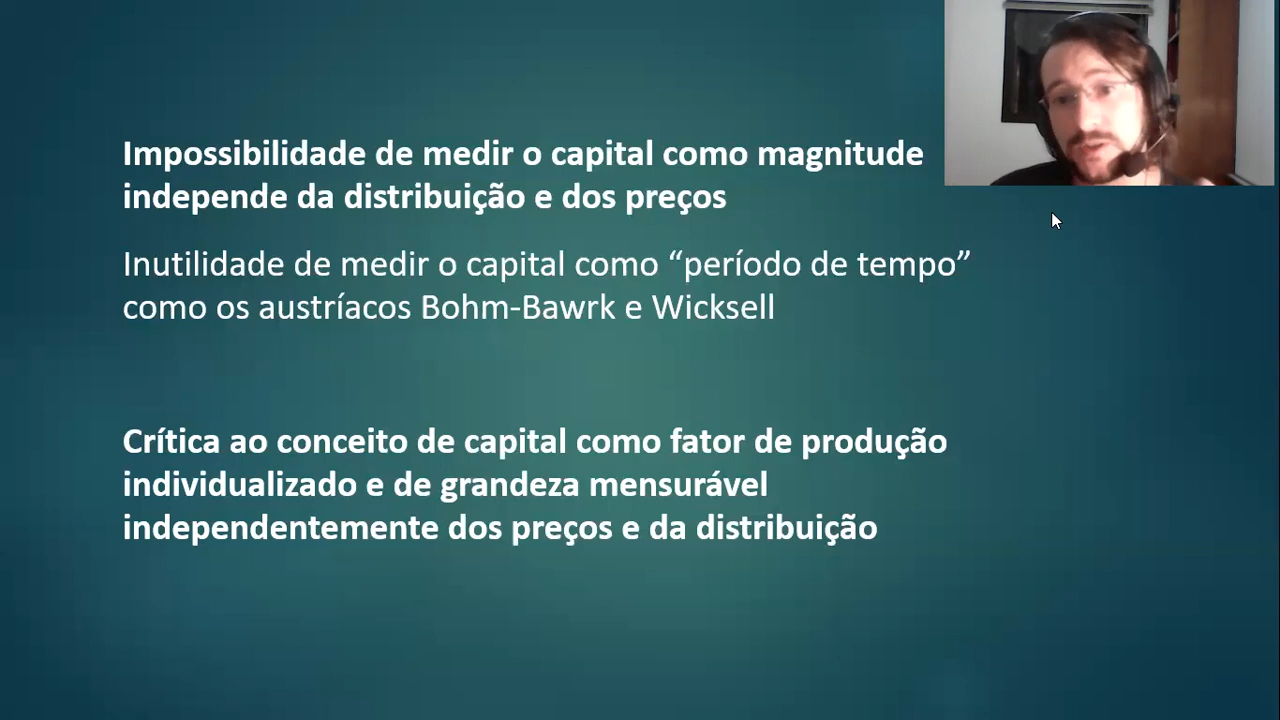 Impossibilidade de medir o capital como magnitude
independe da distribuição e dos preços
Inutilidade de medir o capital como “período de tempo”
como os austríacos Bohm-Bawrk e Wicksell
Crítica ao conceito de capital como fator de produção
individualizado e de grandeza mensurável
independentemente dos preços e da distribuição